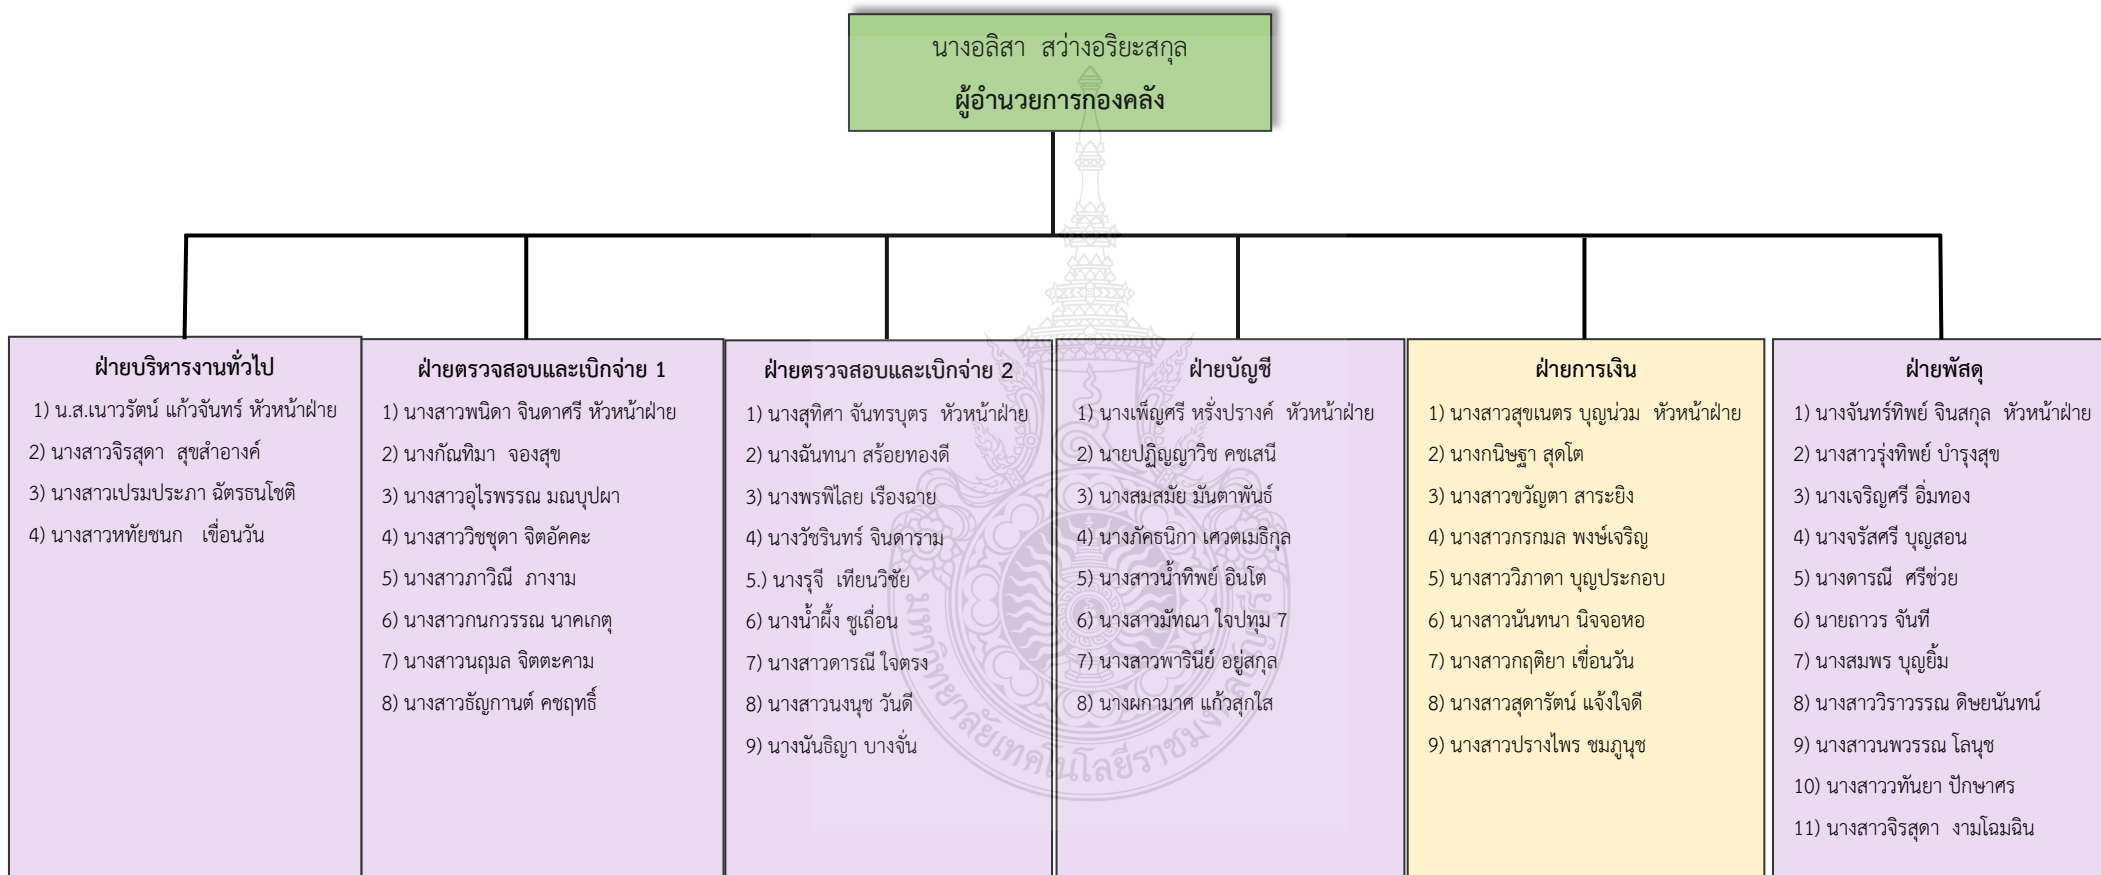 นางอลิสา  สว่างอริยะสกุล
ผู้อำนวยการกองคลัง
ฝ่ายบริหารงานทั่วไป
1) น.ส.เนาวรัตน์ แก้วจันทร์ หัวหน้าฝ่าย
2) นางสาวจิรสุดา  สุขสำอางค์
3) นางสาวเปรมประภา ฉัตรธนโชติ
4) นางสาวหทัยชนก   เขื่อนวัน
ฝ่ายตรวจสอบและเบิกจ่าย 1
1) นางสาวพนิดา จินดาศรี หัวหน้าฝ่าย
2) นางกัณทิมา  จองสุข
3) นางสาวอุไรพรรณ มณบุปผา
4) นางสาววิชชุดา จิตอัคคะ
5) นางสาวภาวิณี  ภางาม
6) นางสาวกนกวรรณ นาคเกตุ
7) นางสาวนฤมล จิตตะคาม
8) นางสาวธัญกานต์ คชฤทธิ์
ฝ่ายตรวจสอบและเบิกจ่าย 2
1) นางสุทิศา จันทรบุตร  หัวหน้าฝ่าย
2) นางฉันทนา สร้อยทองดี
3) นางพรพิไลย เรืองฉาย
4) นางวัชรินทร์ จินดาราม
5.) นางรุจี  เทียนวิชัย
6) นางน้ำผึ้ง ชูเถื่อน
7) นางสาวดารณี ใจตรง
8) นางสาวนงนุช วันดี
9) นางนันธิญา บางจั่น
ฝ่ายบัญชี
1) นางเพ็ญศรี หรั่งปรางค์  หัวหน้าฝ่าย
2) นายปฏิญญาวิช คชเสนี
3) นางสมสมัย มันตาพันธ์
4) นางภัคธนิกา เศวตเมธิกุล
5) นางสาวน้ำทิพย์ อินโต
6) นางสาวมัทณา ใจปทุม 7
7) นางสาวพารินีย์ อยู่สกุล
8) นางผกามาศ แก้วสุกใส
ฝ่ายการเงิน
1) นางสาวสุขเนตร บุญน่วม  หัวหน้าฝ่าย
2) นางกนิษฐา สุดโต
3) นางสาวขวัญตา สาระยิง
4) นางสาวกรกมล พงษ์เจริญ
5) นางสาววิภาดา บุญประกอบ
6) นางสาวนันทนา นิจจอหอ
7) นางสาวกฤติยา เขื่อนวัน
8) นางสาวสุดารัตน์ แจ้งใจดี
9) นางสาวปรางไพร ชมภูนุช
ฝ่ายพัสดุ
1) นางจันทร์ทิพย์ จินสกุล  หัวหน้าฝ่าย
2) นางสาวรุ่งทิพย์ บำรุงสุข
3) นางเจริญศรี อิ่มทอง
4) นางจรัสศรี บุญสอน
5) นางดารณี  ศรีช่วย
6) นายถาวร จันที
7) นางสมพร บุญยิ้ม
8) นางสาววิราวรรณ ดิษยนันทน์
9) นางสาวนพวรรณ โลนุช
10) นางสาววทันยา ปักษาศร
11) นางสาวจิรสุดา  งามโฉมฉิน
มหาวิทยาลัยเทคโนโลยีราชมงคลธัญบุรี